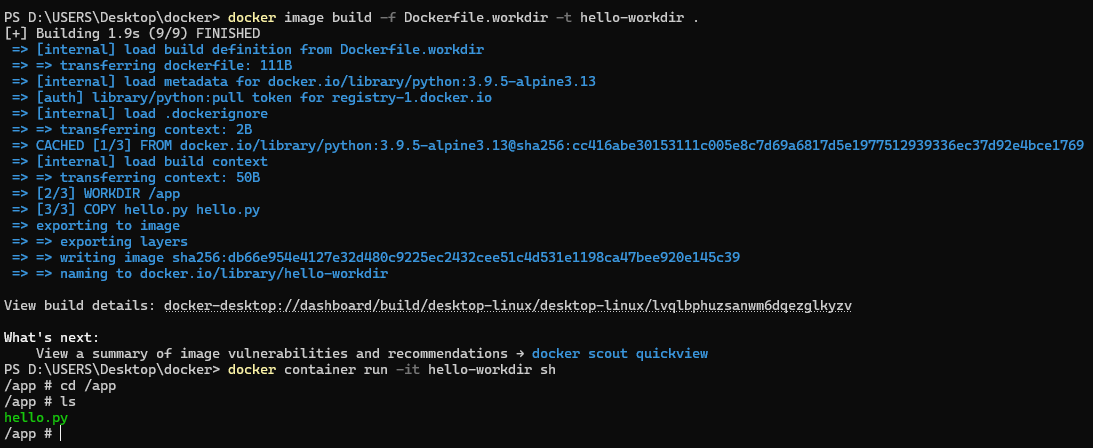 PS D:\USERS\Desktop\docker> docker image build -f Dockerfile.workdir -t hello-workdir .
[+] Building 1.9s (9/9) FINISHED
 => [internal] load build definition from Dockerfile.workdir
 => => transferring dockerfile: 111B
 => [internal] load metadata for docker.io/library/python:3.9.5-alpine3.13
 => [auth] library/python:pull token for registry-1.docker.io
 => [internal] load .dockerignore
 => => transferring context: 2B
 => CACHED [1/3] FROM docker.io/library/python:3.9.5-alpine3.13@sha256:cc416abe30153111c005e8c7d69a6817d5e1977512939336ec37d92e4bce1769
 => [internal] load build context
 => => transferring context: 50B
 => [2/3] WORKDIR /app
 => [3/3] COPY hello.py hello.py
 => exporting to image
 => => exporting layers
 => => writing image sha256:db66e954e4127e32d480c9225ec2432cee51c4d531e1198ca47bee920e145c39
 => => naming to docker.io/library/hello-workdir
View build details: docker-desktop://dashboard/build/desktop-linux/desktop-linux/lvqlbphuzsanwm6dqezglkyzv
What's next:
    View a summary of image vulnerabilities and recommendations → docker scout quickview
PS D:\USERS\Desktop\docker> docker container run -it hello-workdir sh
/app # cd /app
/app # ls
hello.py
/app #